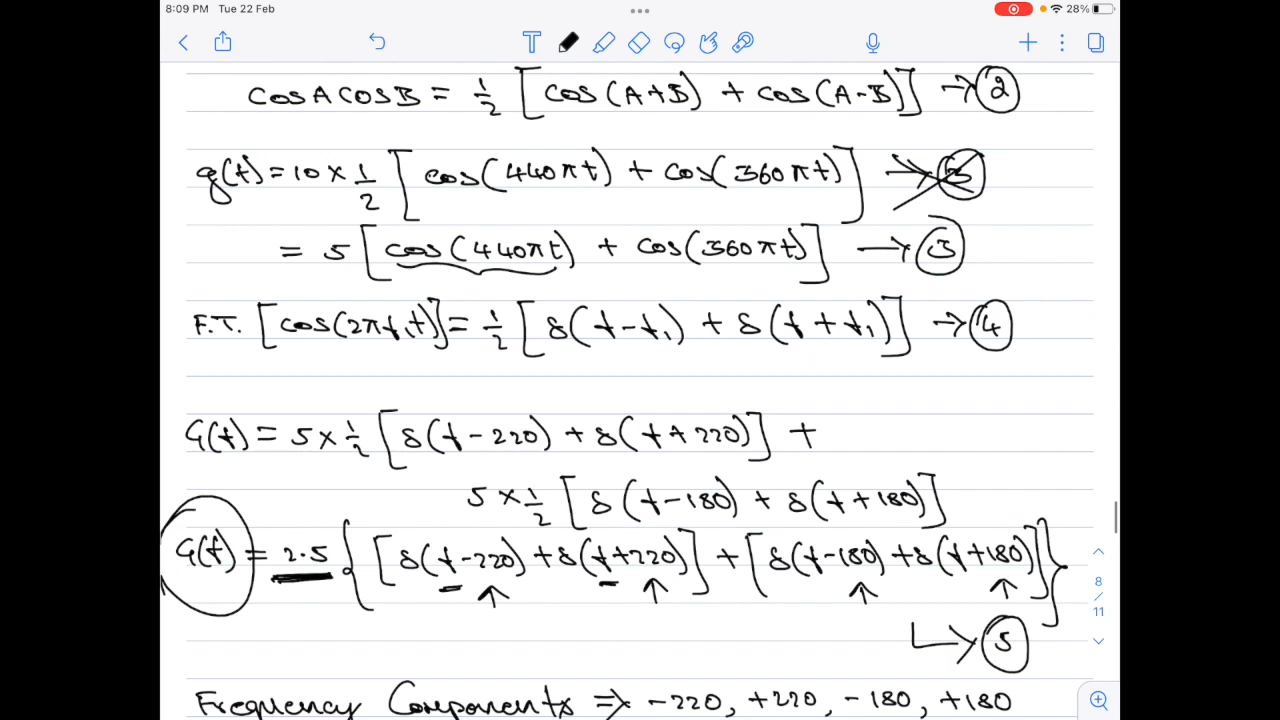 8:09 PM Tue 22 Feb 28%
cos A cos B = 1/2 [cos(A+B) + cos(A-B)] → ②
g(t) = 10 × 1/2 [cos(440πt) + cos(360πt)] → ③
= 5 [cos(440πt) + cos(360πt)] → ③
F.T. [cos(2πf₁t)] = 1/2 [δ(f-f₁) + δ(f+f₁)] → ④
G(f) = 5 × 1/2 [δ(f-220) + δ(f+220)] +
5 × 1/2 [δ(f-180) + δ(f+180)]
G(f) = 2.5 {[δ(f-220) + δ(f+220)] + [δ(f-180) + δ(f+180)]}
8
/
11
↳ ⑤
Frequency Components => -220, +220, -180, +180